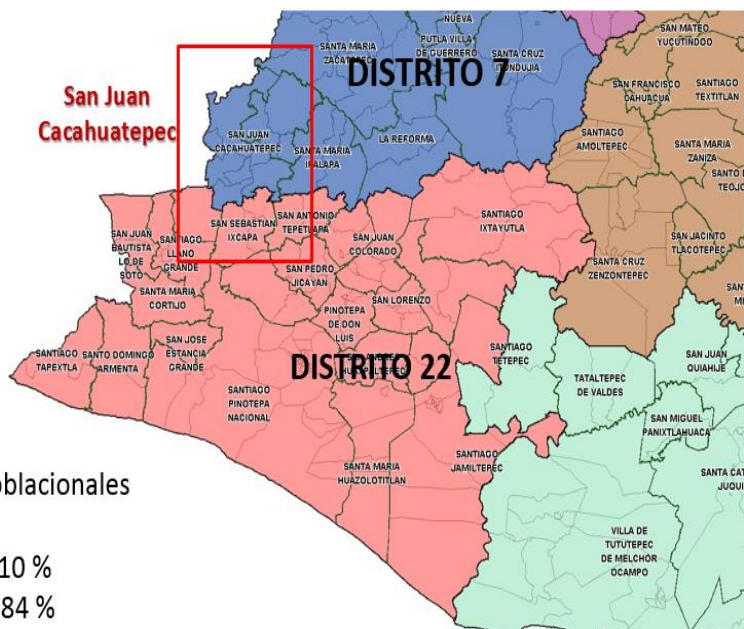 NUEVA
PUTLA VILLA
DE GUERRERO
SANTA MARIA
ZACATEPEC
SANTA CRUZ
ITUNDUJIA
DISTRITO 7
SAN MATEO
YUCUTINDOO
SAN FRANCISCO
CAHUACUA
SANTIAGO
TEXTITLAN
San Juan
Cacahuatepec
SAN JUAN
CACAHUATEPEC
SANTA MARIA
IPALAPA
LA REFORMA
SANTIAGO
AMOLTEPEC
SANTA MARIA
ZANIZA
SANTO D
TEOJO
SAN JUAN
BAUTISTA
LO DE
SOTO
SANTIAGO
LLANO
GRANDE
SAN SEBASTIAN
IXCAPA
SAN ANTONIO
TEPETLAPA
SAN JUAN
COLORADO
SANTIAGO
IXTAYUTLA
SAN JACINTO
TLACOTEPEC
SANTA CRUZ
ZENZONTEPEC
SAN PEDRO
JICAYAN
SANTA MARIA
CORTIJO
SAN LORENZO
PINOTEPA
DE DON
LUIS
SANTIAGO
TAPEXTLA
SANTO DOMINGO
ARMENTA
SAN JOSE
ESTANCIA
GRANDE
DISTRITO 22
SANTIAGO
TETEPEC
TATALTEPEC
DE VALDES
SAN JUAN
QUIAHIJE
SANTIAGO
PINOTEPA
NACIONAL
SAN MIGUEL
PANIXTLAHUACA
SANTA MARIA
HUAZOLOTITLAN
SANTIAGO
JAMILTEPEC
SANTA CAT
JUQUI
VILLA DE
TUTUTEPEC
DE MELCHOR
OCAMPO
oblacionales
10 %
84 %